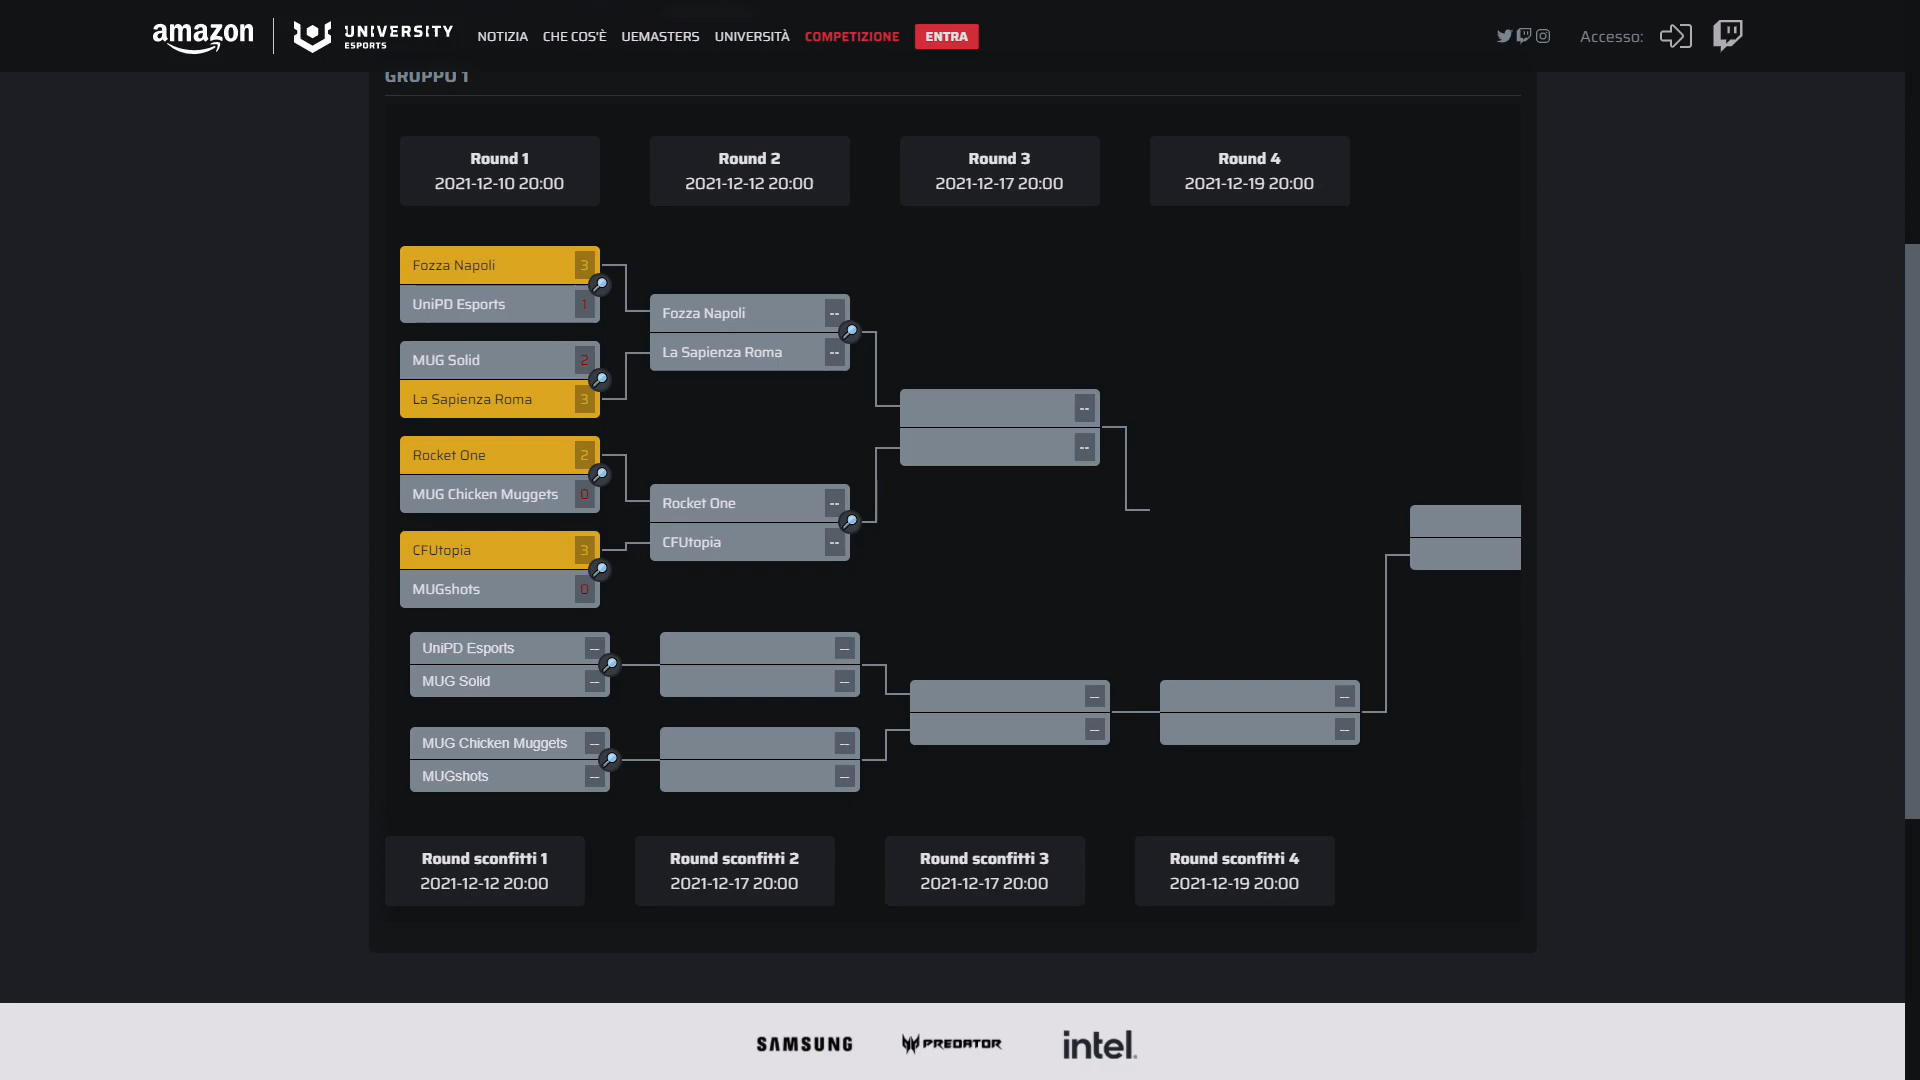 amazon
UNIVERSITY
ESPORTS
NOTIZIA CHE COS'È UEMASTERS UNIVERSITÀ COMPETIZIONE ENTRA
Accesso:
GRUPPO 1
Round 1 Round 2 Round 3 Round 4
2021-12-10 20:00 2021-12-12 20:00 2021-12-17 20:00 2021-12-19 20:00
Fozza Napoli 3
UniPD Esports 1
Fozza Napoli --
La Sapienza Roma --
MUG Solid 2
La Sapienza Roma 3
--
--
Rocket One 2
MUG Chicken Muggets 0
Rocket One --
CFUtopia --
CFUtopia 3
MUGshots 0
UniPD Esports -- --
MUG Solid -- --
-- --
-- --
MUG Chicken Muggets -- --
MUGshots -- --
Round sconfitti 1 Round sconfitti 2 Round sconfitti 3 Round sconfitti 4
2021-12-12 20:00 2021-12-17 20:00 2021-12-17 20:00 2021-12-19 20:00
SAMSUNG PREDATOR intel.